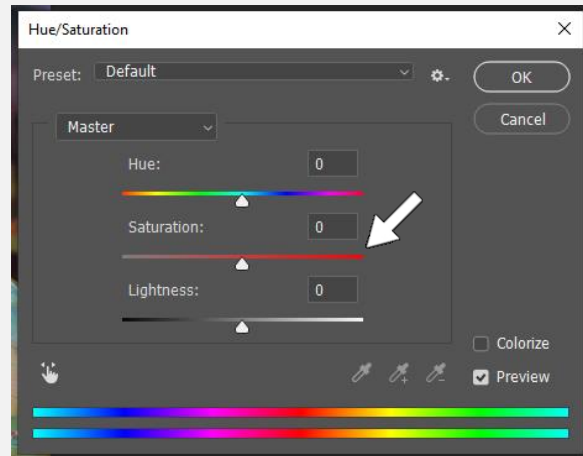 Hue/Saturation
Preset: Default
OK
Cancel
Master
Hue: 0
Saturation: 0
Lightness: 0
Colorize
Preview